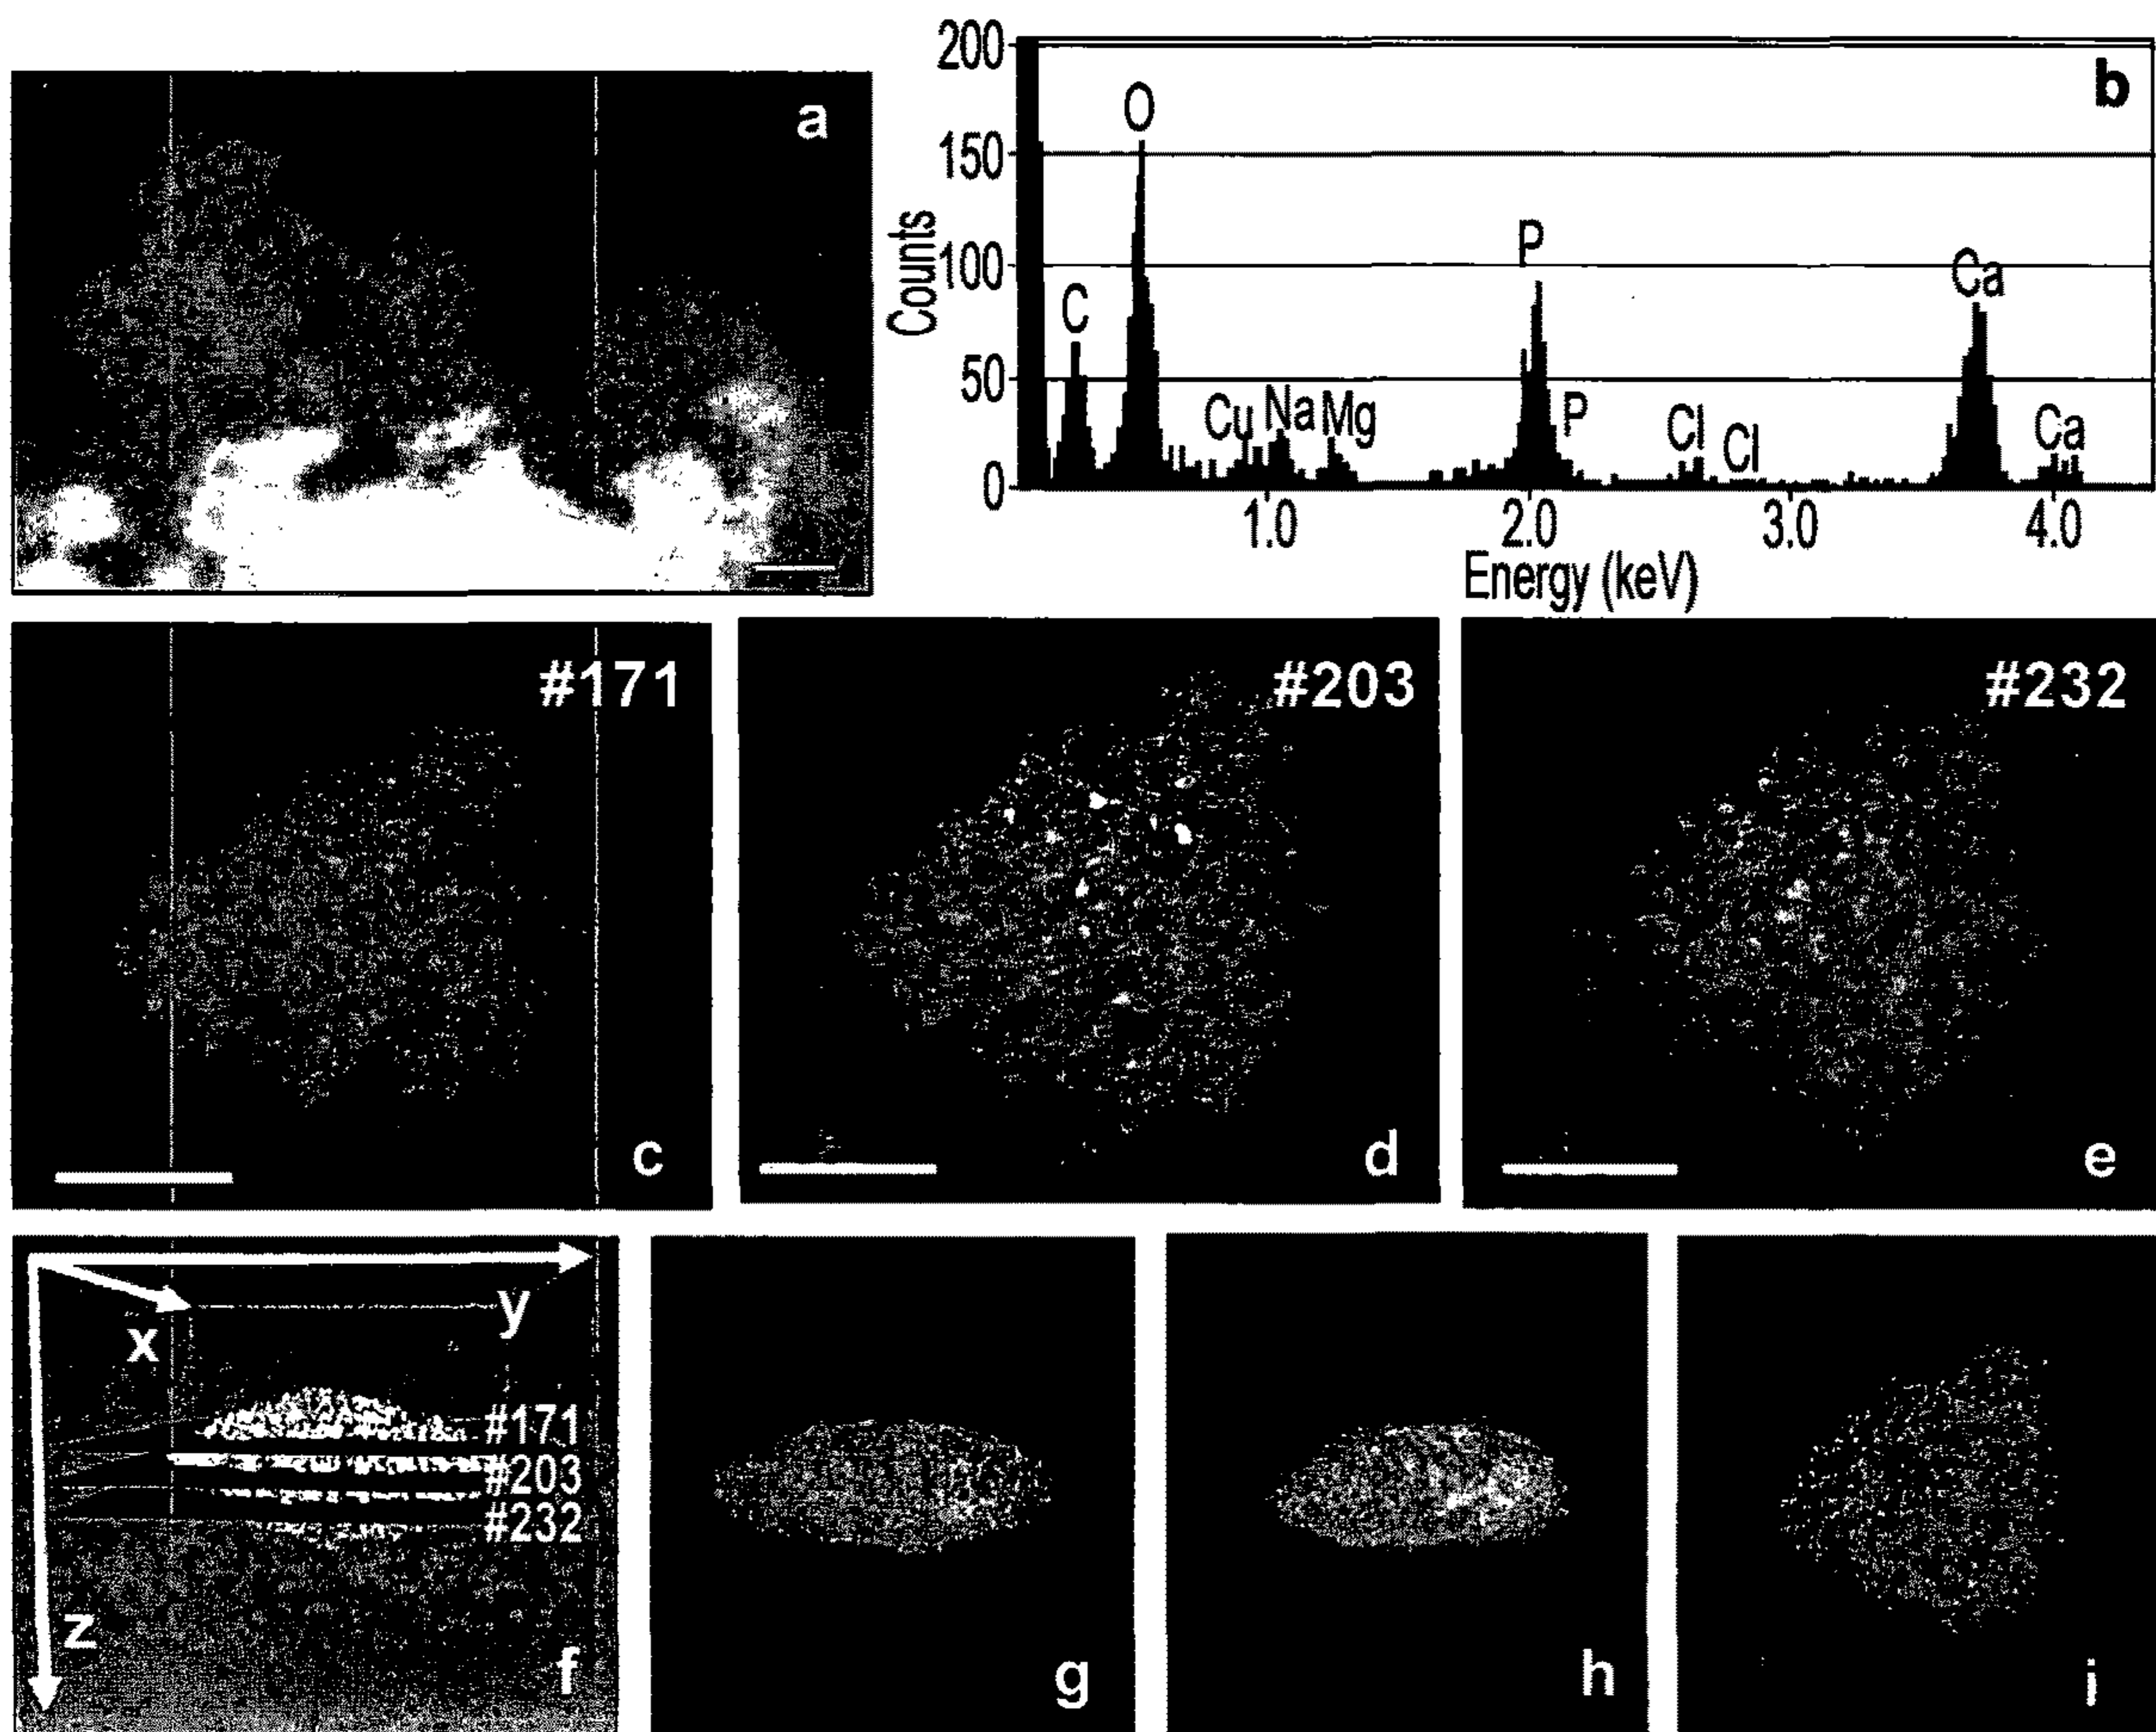 a
b
200
150
100
50
0
Counts
O
C
Cu Na Mg
P
P
Cl Cl
Ca
Ca
1.0 2.0 3.0 4.0
Energy (keV)
#171
c
#203
d
#232
e
x
y
z
#171
#203
#232
f
g
h
i